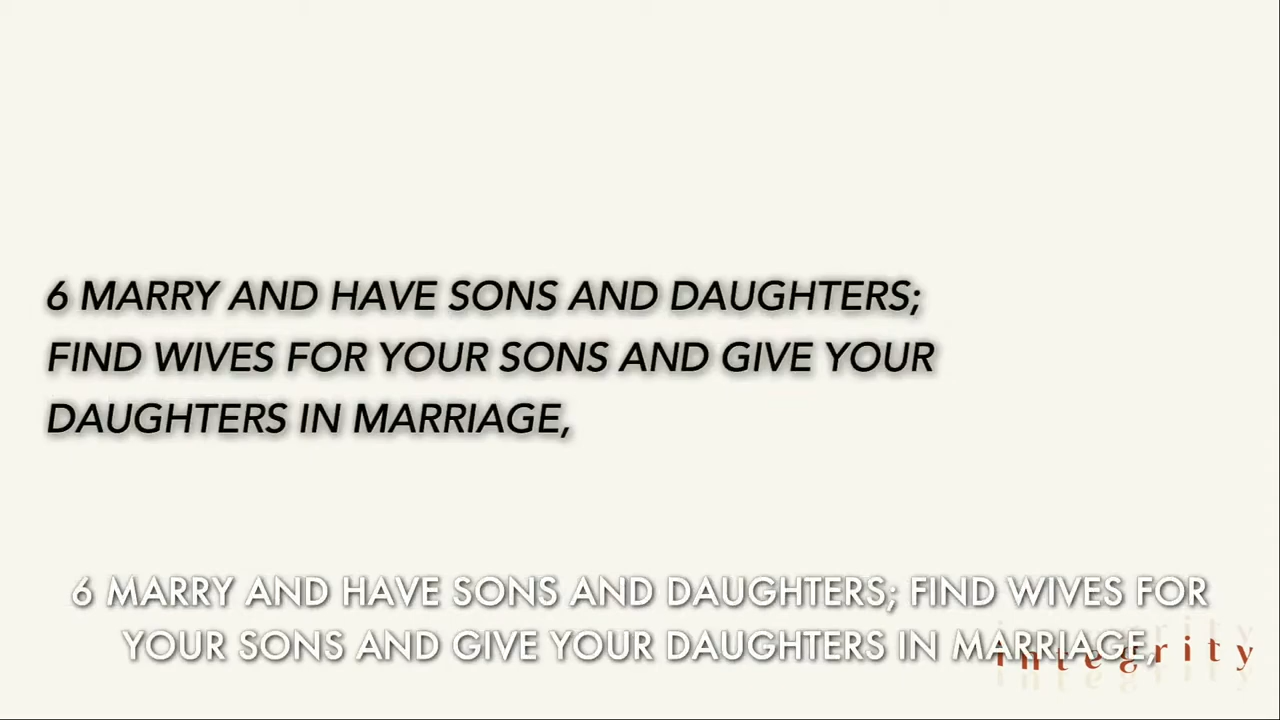 6 MARRY AND HAVE SONS AND DAUGHTERS;
FIND WIVES FOR YOUR SONS AND GIVE YOUR
DAUGHTERS IN MARRIAGE,
6 MARRY AND HAVE SONS AND DAUGHTERS; FIND WIVES FOR
YOUR SONS AND GIVE YOUR DAUGHTERS IN MARRIAGE,
integrity